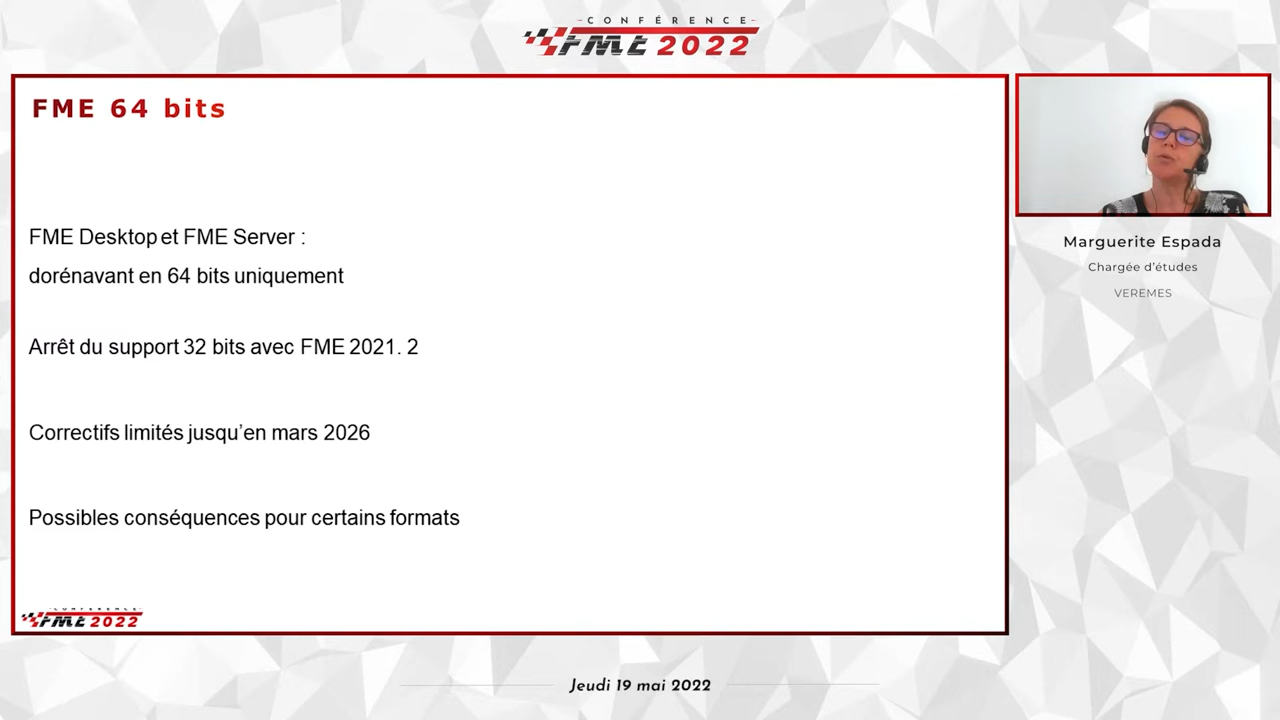 CONFÉRENCE
FME 2022
FME 64 bits
FME Desktop et FME Server :
dorénavant en 64 bits uniquement
Arrêt du support 32 bits avec FME 2021. 2
Correctifs limités jusqu'en mars 2026
Possibles conséquences pour certains formats
CONFÉRENCE
FME 2022
Marguerite Espada
Chargée d'études
VEREMES
Jeudi 19 mai 2022